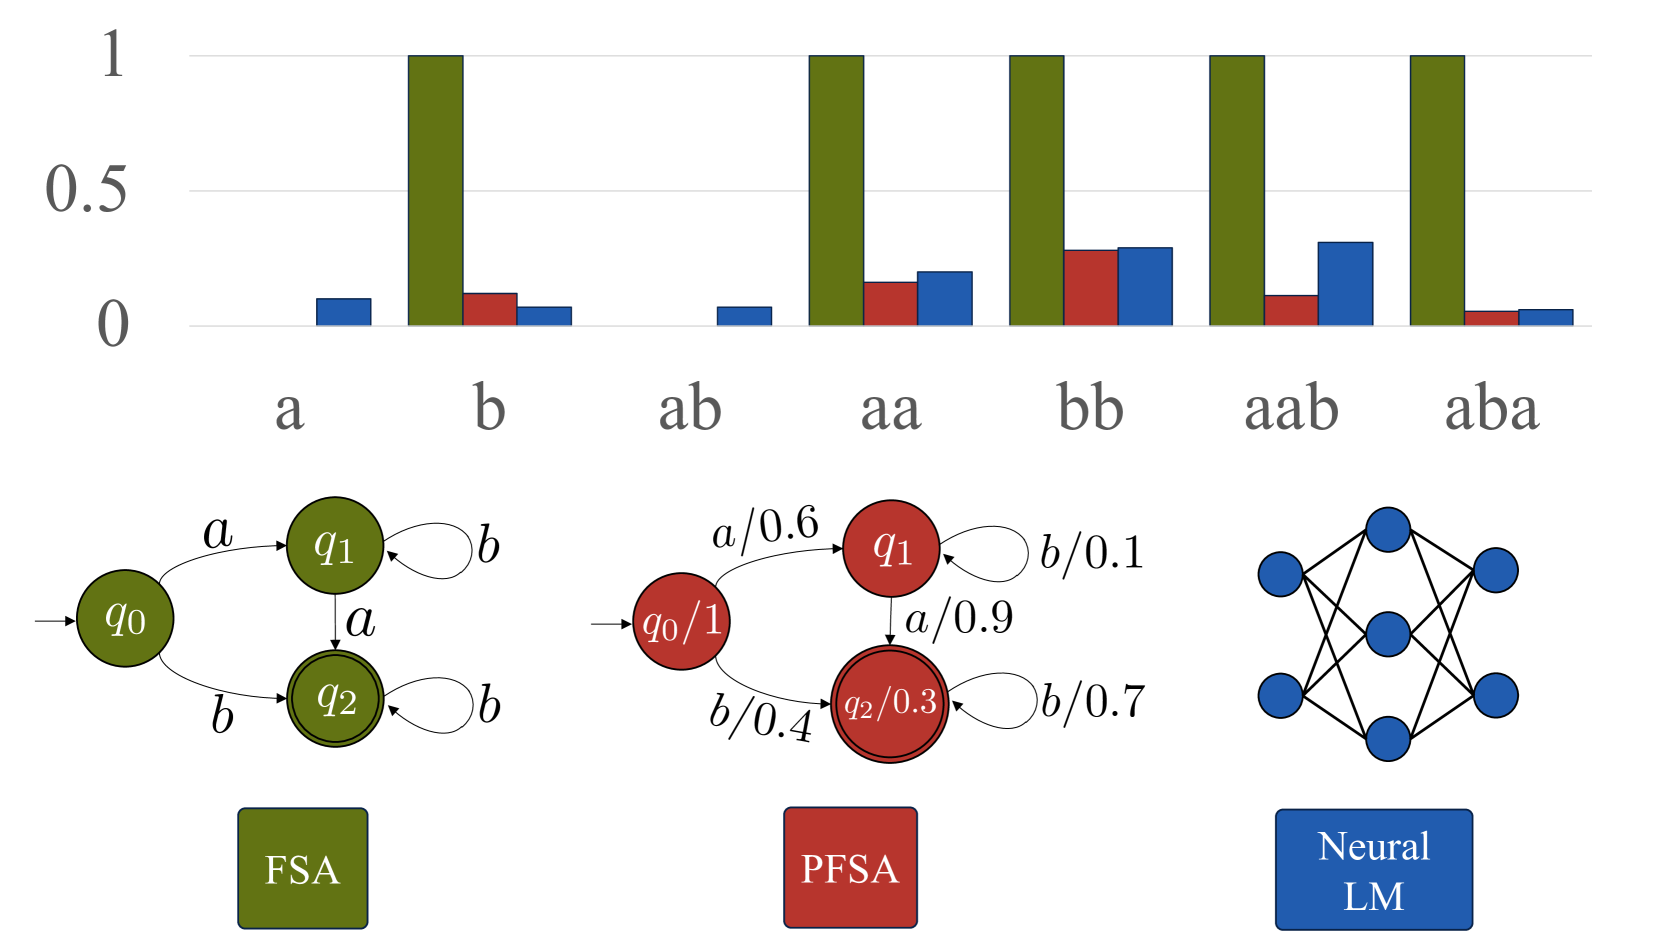 1
0.5
0
a b ab aa bb aab aba
a
q₁
b
q₀
a
b
q₂
b
a/0.6
q₁
b/0.1
q₀/1
a/0.9
b/0.4
q₂/0.3
b/0.7
FSA
PFSA
Neural
LM